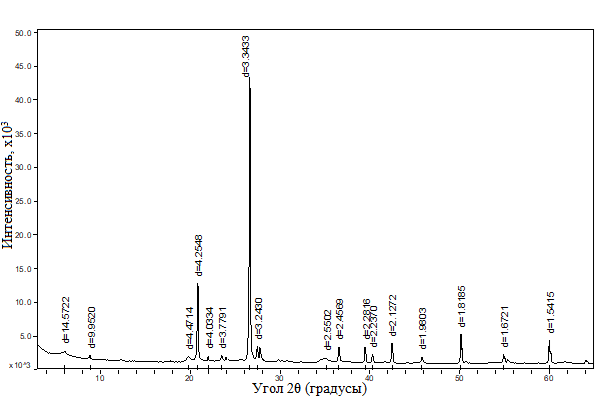 Интенсивность, x10³
50.0
45.0
40.0
35.0
30.0
25.0
20.0
15.0
10.0
5.0
x10^3
d=14.5722
d=9.9520
d=4.4714
d=4.2548
d=4.0334
d=3.7791
d=3.3433
d=3.2430
d=2.5502
d=2.4569
d=2.2816
d=2.2370
d=2.1272
d=1.9803
d=1.8185
d=1.6721
d=1.5415
10
20
30
40
50
60
Угол 2θ (градусы)